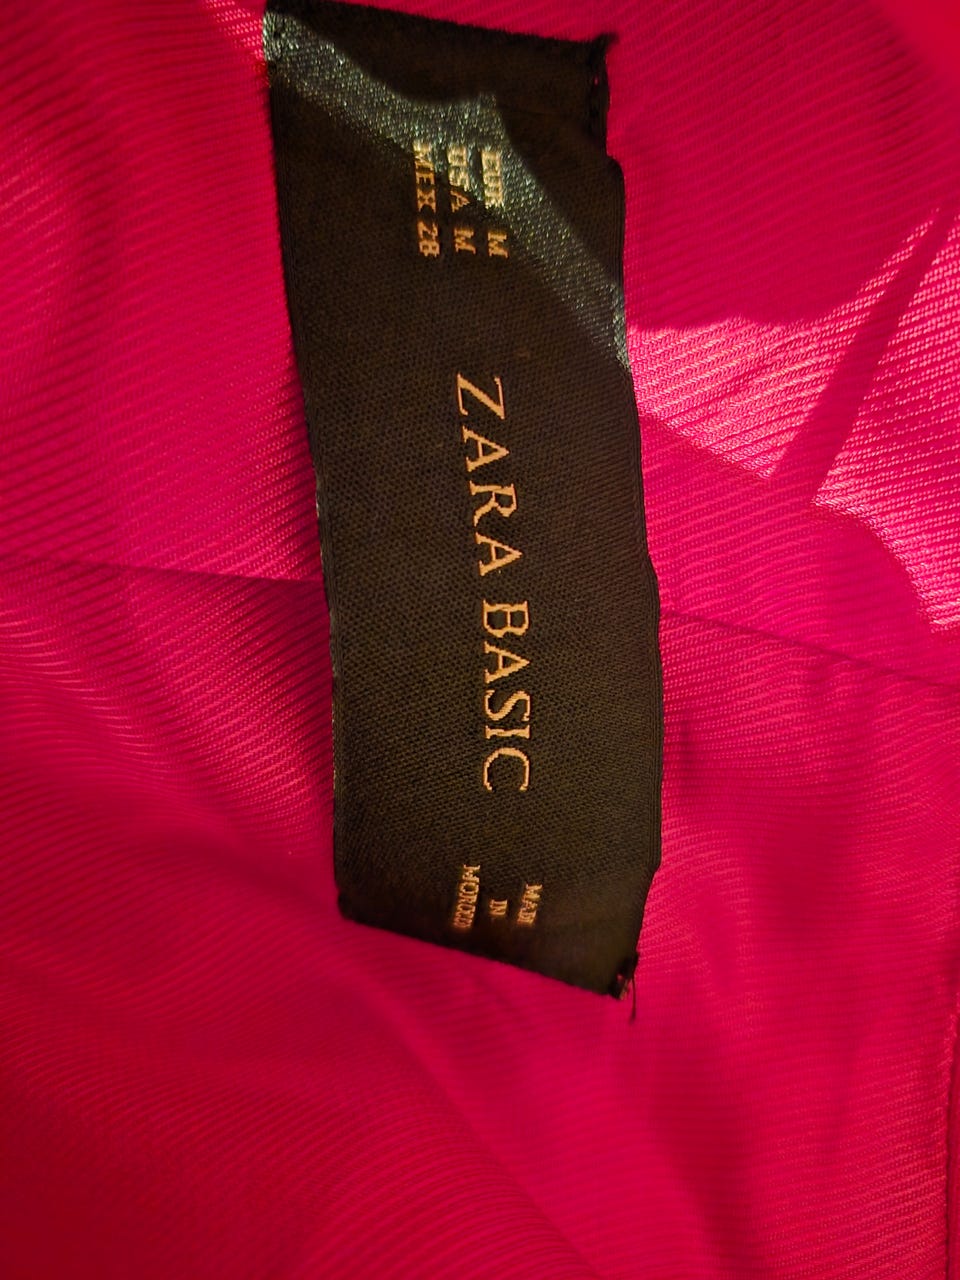 EUR M
USA M
MEX 28
ZARA BASIC
MADE
IN
MOROCCO